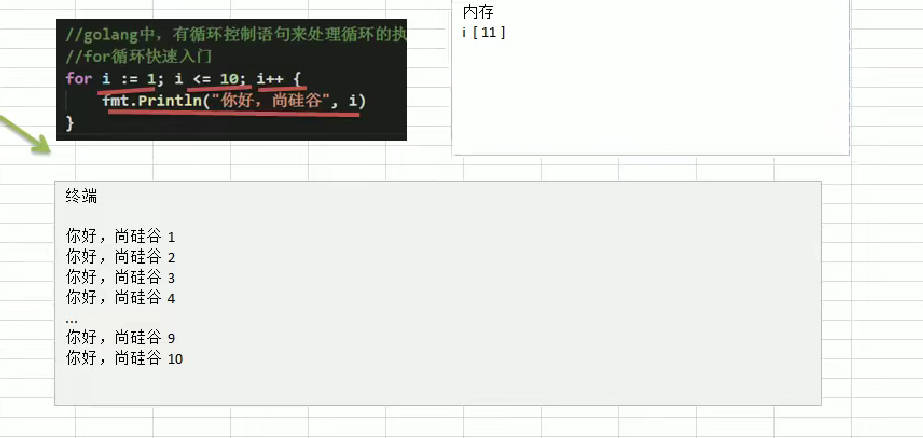 //golang中，有循环控制语句来处理循环的执
//for循环快速入门
for i := 1; i <= 10; i++ {
fmt.Println("你好，尚硅谷", i)
}
内存
i [ 11 ]
终端
你好，尚硅谷 1
你好，尚硅谷 2
你好，尚硅谷 3
你好，尚硅谷 4
...
你好，尚硅谷 9
你好，尚硅谷 10